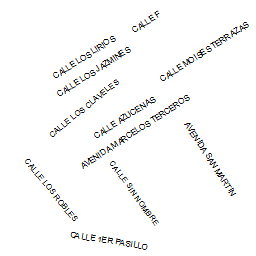 CALLE F
CALLE LOS LIRIOS
CALLE LOS JAZMINES
CALLE MOISES TERRAZAS
CALLE LOS CLAVELES
CALLE AZUCENAS
AVENIDA MARCELOS TERCEROS
AVENIDA SAN MARTÍN
CALLE LOS ROBLES
CALLE SIN NOMBRE
CALLE 1ER PASILLO